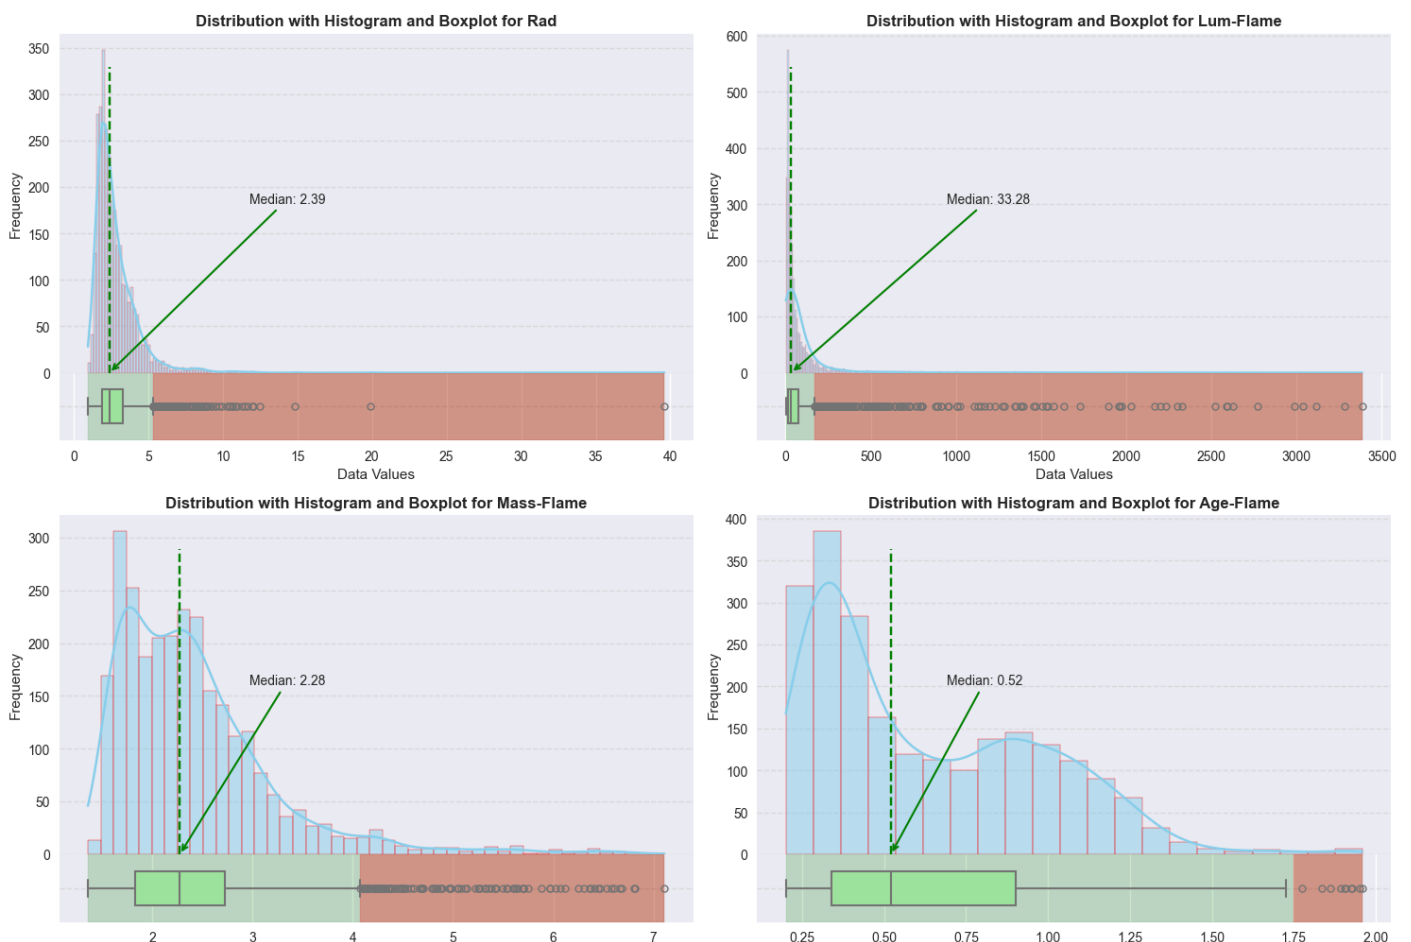 Distribution with Histogram and Boxplot for Rad
Frequency
350
300
250
200
150
100
50
0
Median: 2.39
0 5 10 15 20 25 30 35 40
Data Values
Distribution with Histogram and Boxplot for Lum-Flame
Frequency
600
500
400
300
200
100
0
Median: 33.28
0 500 1000 1500 2000 2500 3000 3500
Data Values
Distribution with Histogram and Boxplot for Mass-Flame
Frequency
300
250
200
150
100
50
0
Median: 2.28
2 3 4 5 6 7
Distribution with Histogram and Boxplot for Age-Flame
Frequency
400
350
300
250
200
150
100
50
0
Median: 0.52
0.25 0.50 0.75 1.00 1.25 1.50 1.75 2.00